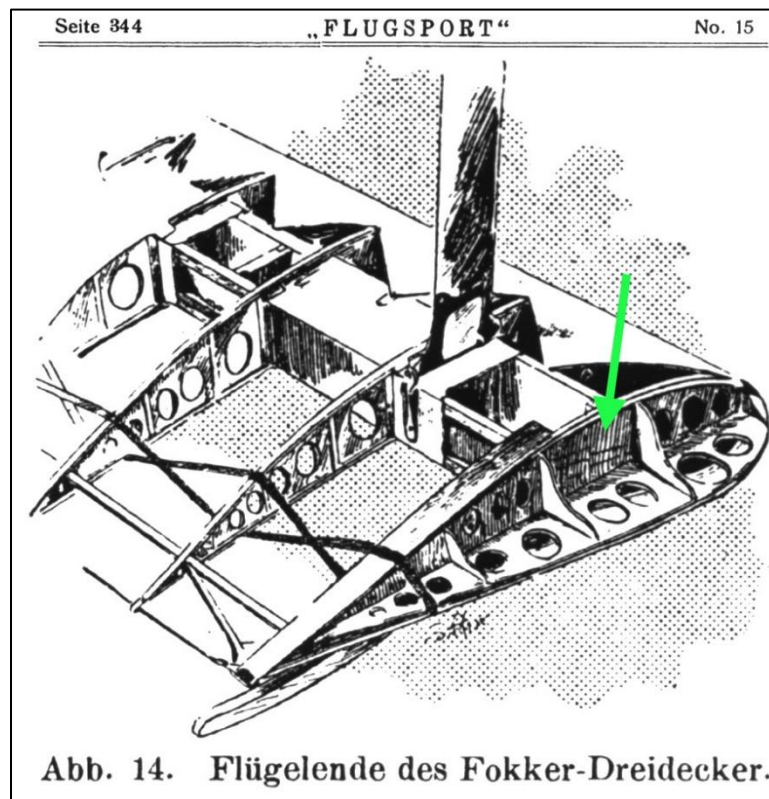 Seite 344 „FLUGSPORT“ No. 15
Abb. 14. Flügelende des Fokker-Dreidecker.